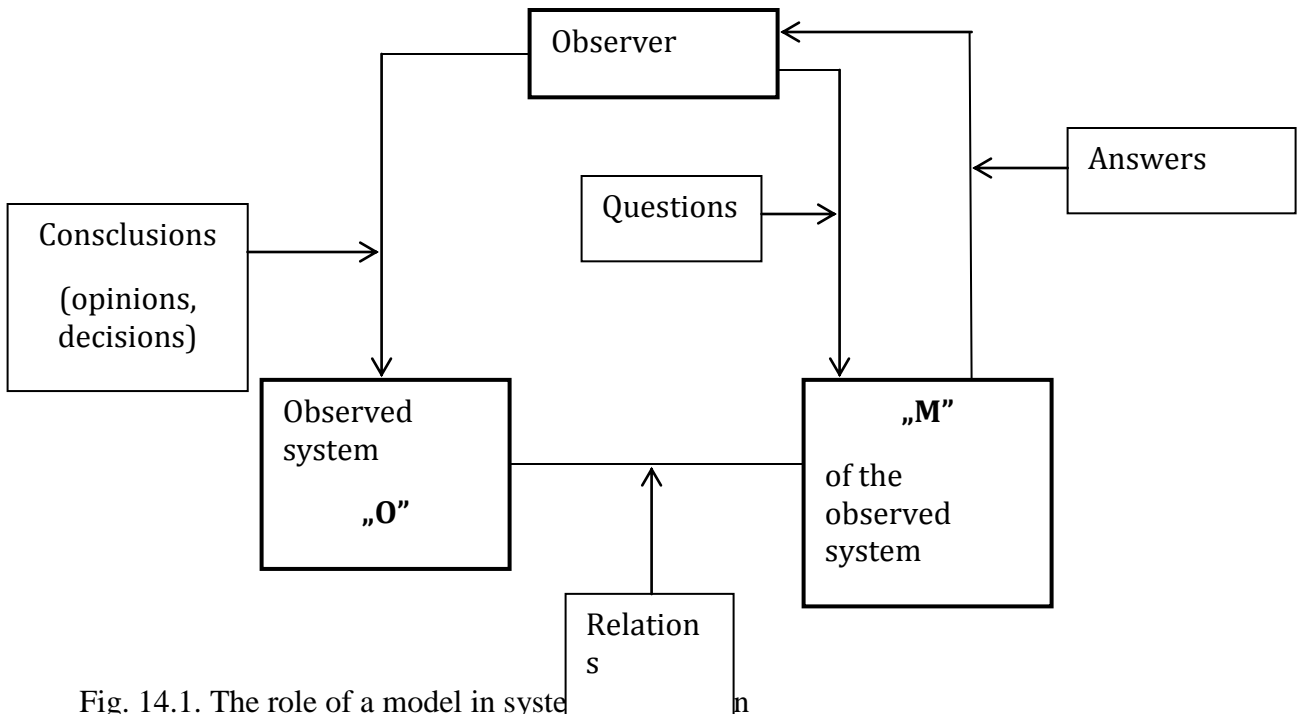 Observer
Answers
Questions
Consclusions
(opinions,
decisions)
Observed
system
„O”
„M”
of the
observed
system
Relation
s
Fig. 14.1. The role of a model in syste n